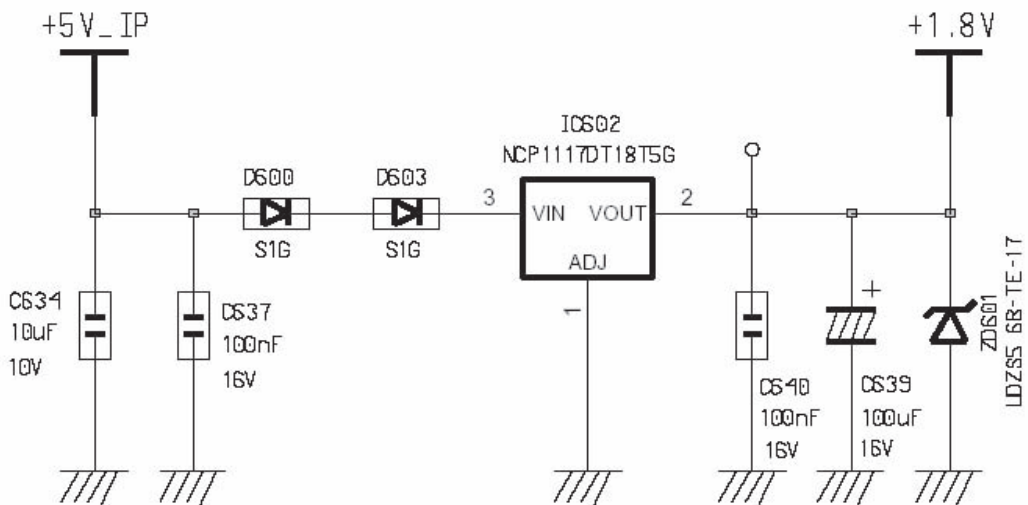 +5V_IP
+1.8V
IC602
NCP1117DT18T5G
D600
D603
3
VIN
VOUT
2
S1G
S1G
ADJ
1
C634
10uF
10V
C637
100nF
16V
C640
100nF
16V
+
C639
100uF
16V
ZD601
UDZS5 6B-TE-17